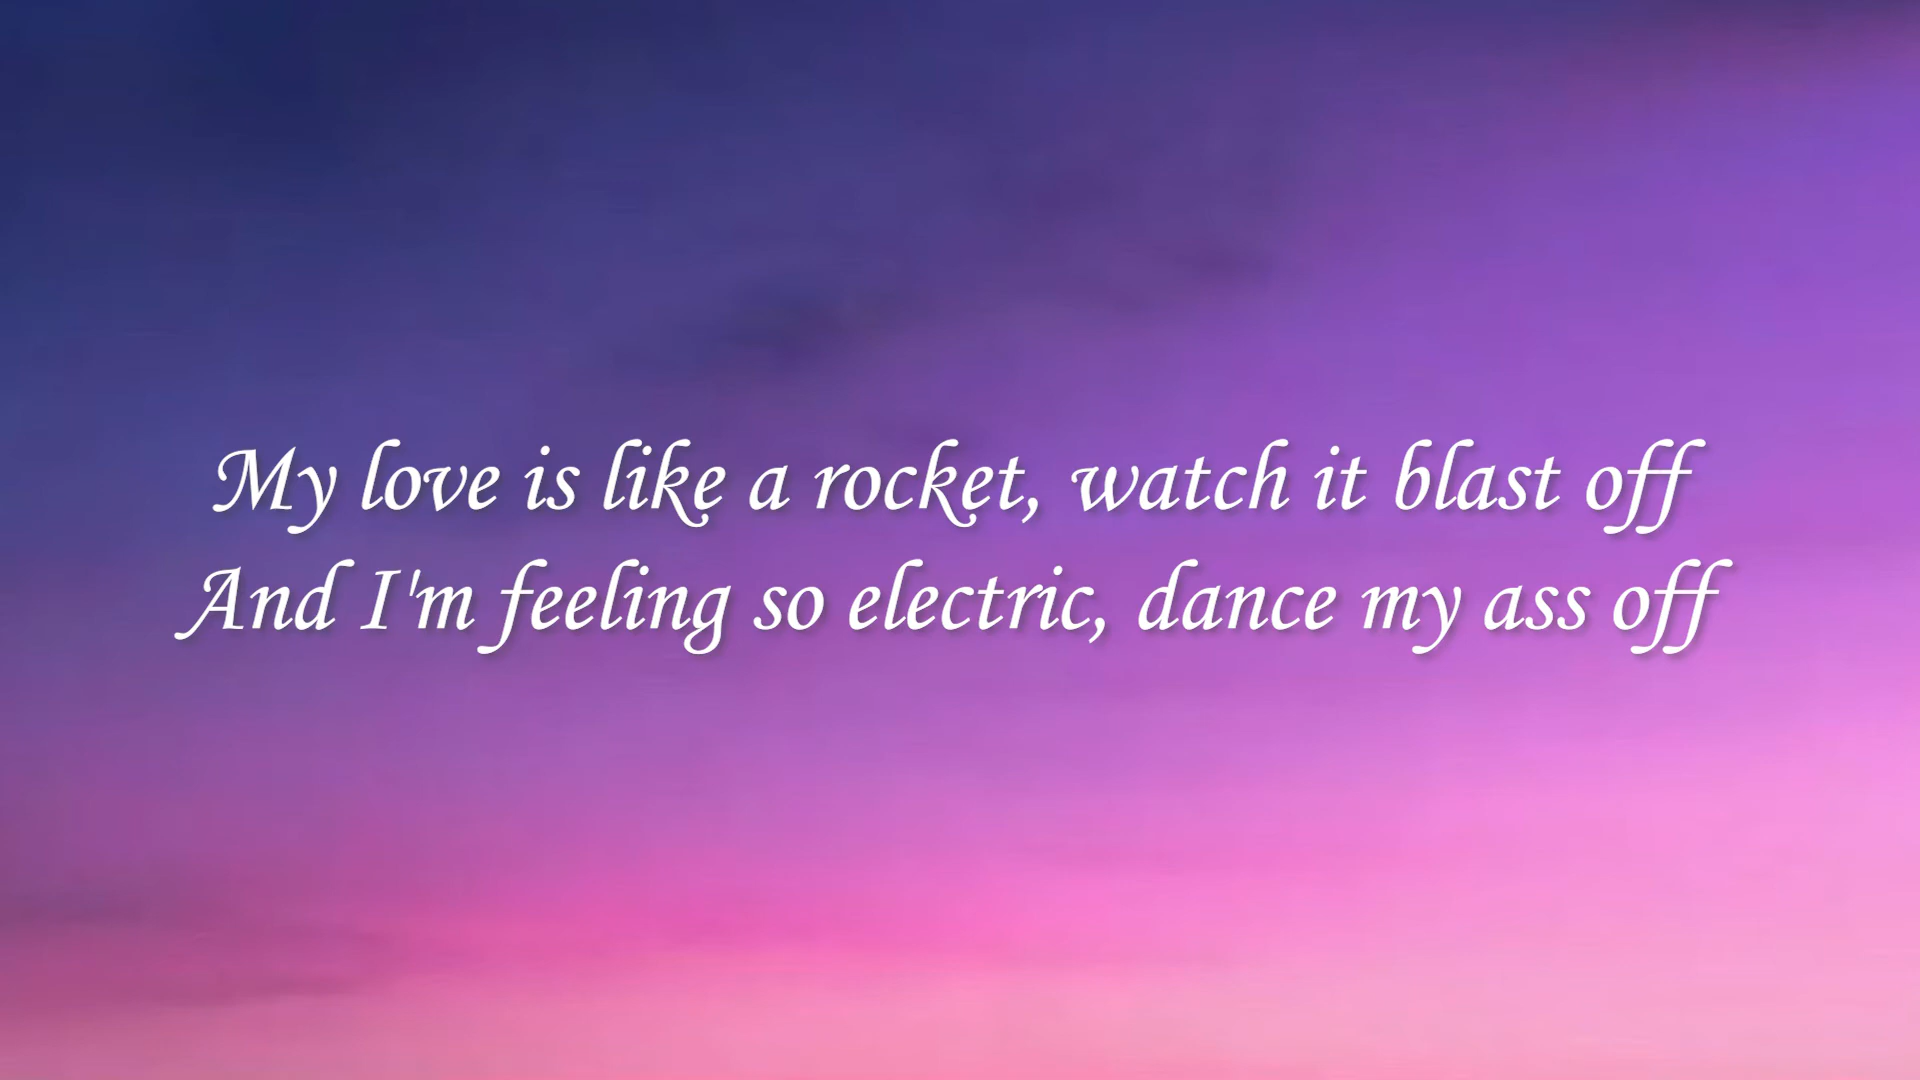 My love is like a rocket, watch it blast off
And I'm feeling so electric, dance my ass off